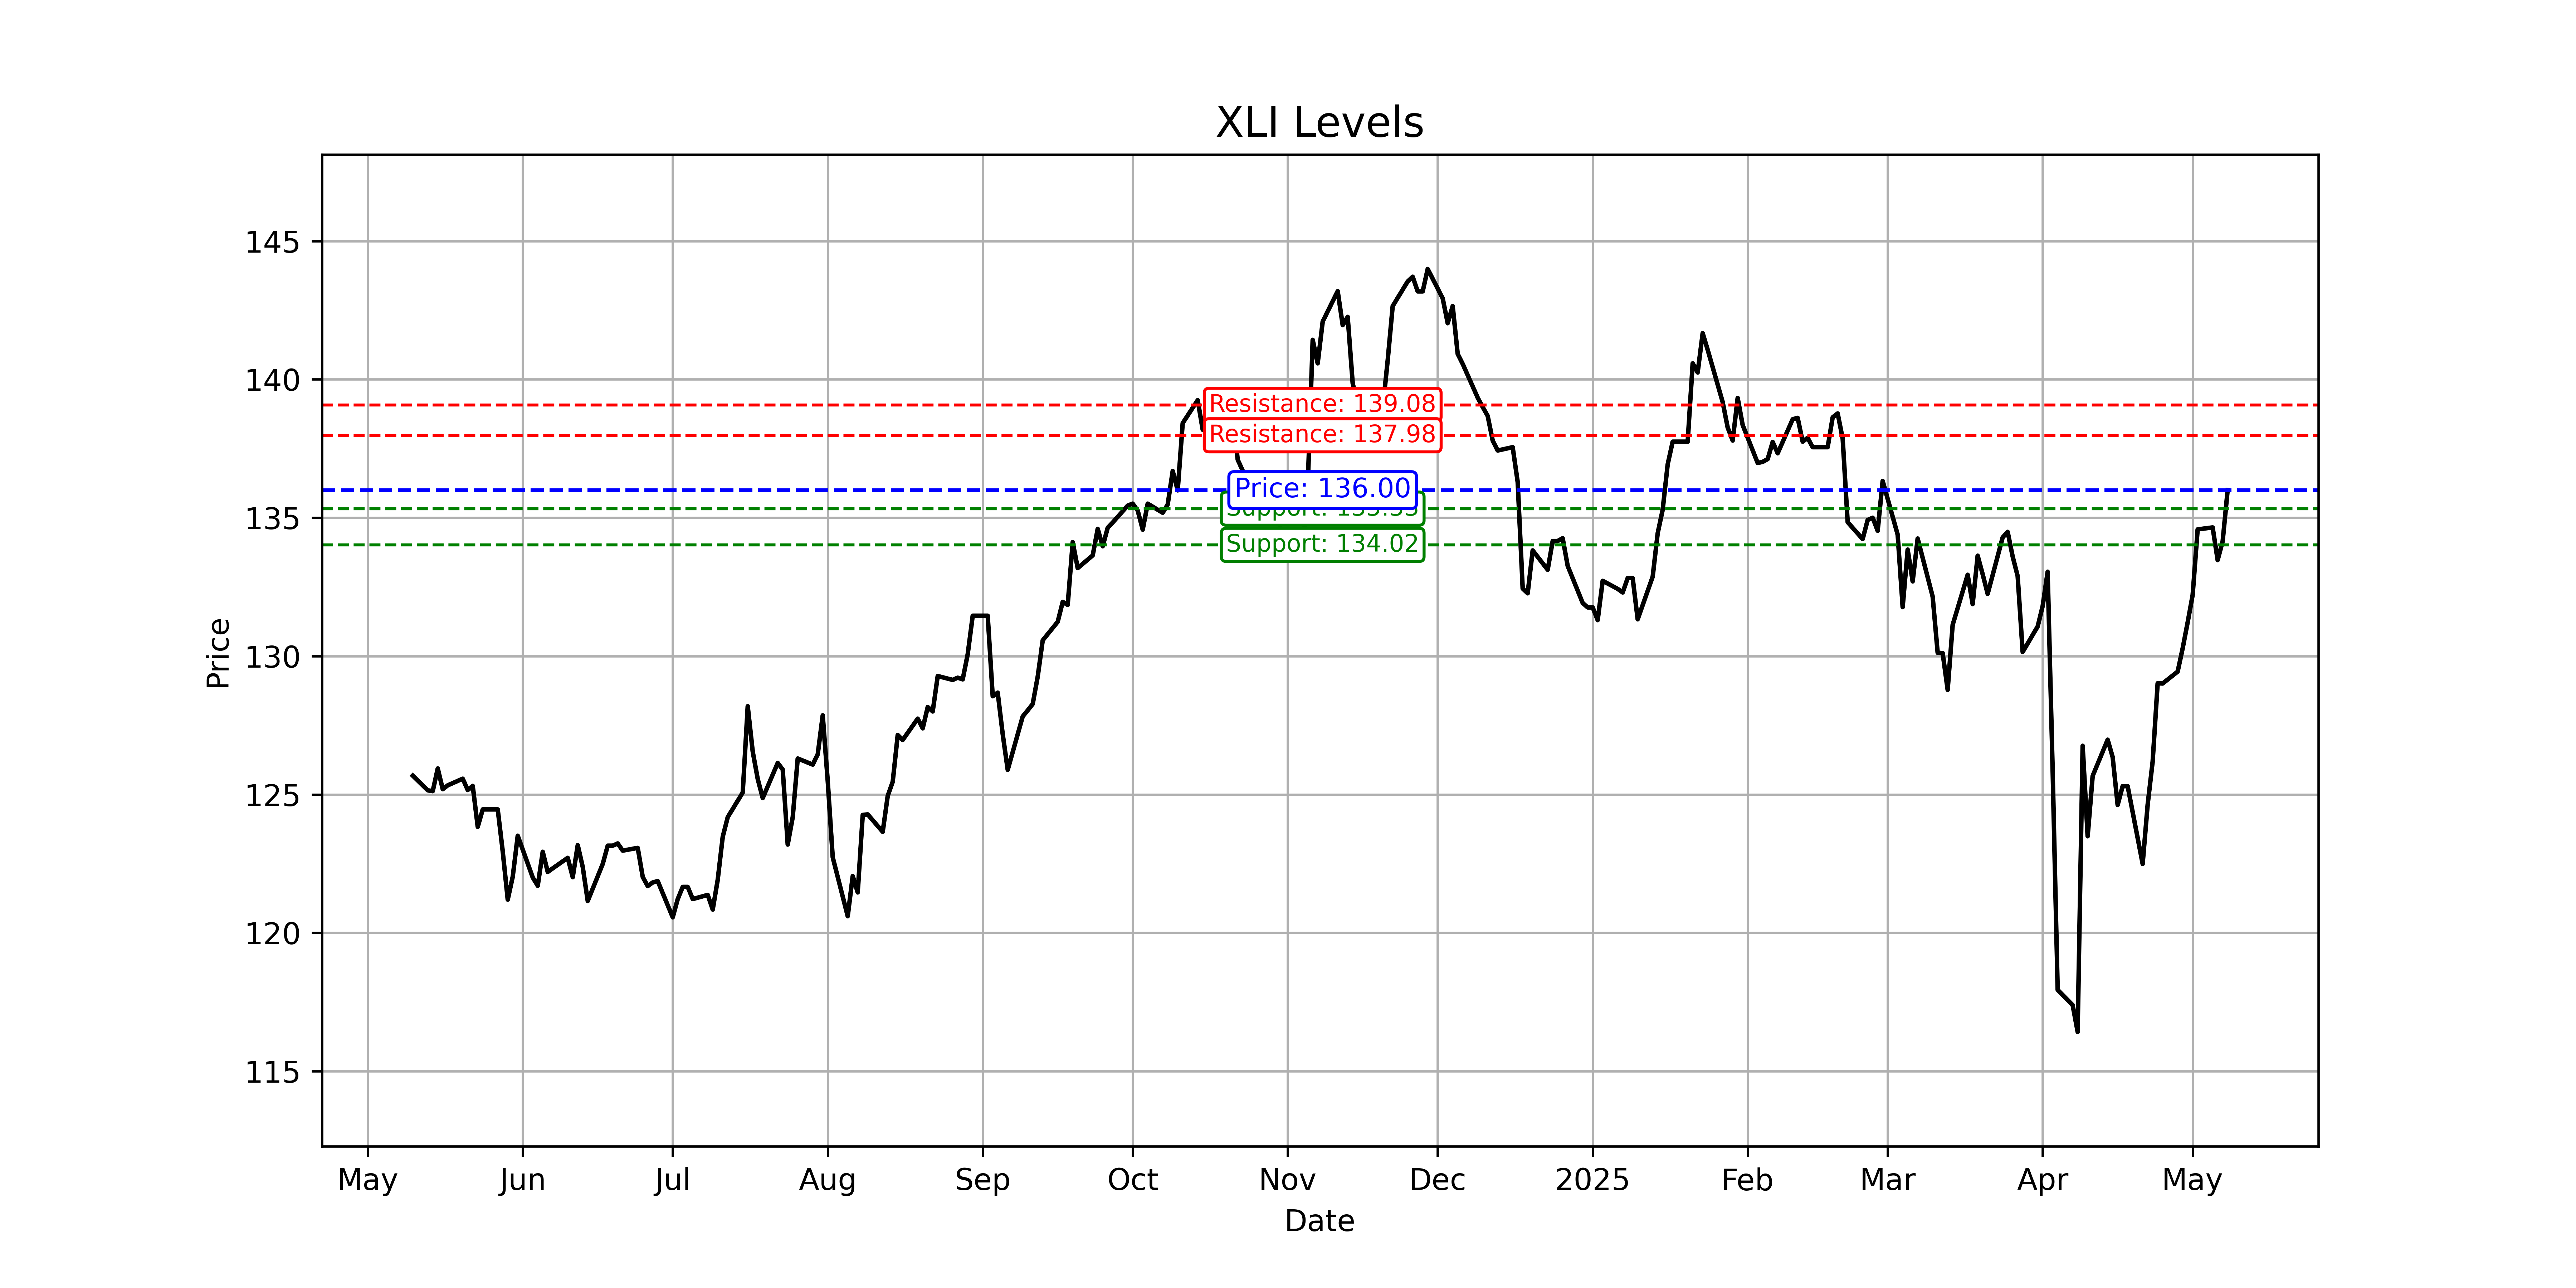 XLI Levels
145
140
135
130
125
120
115
Price
Resistance: 139.08
Resistance: 137.98
Price: 136.00
Support: 134.02
May Jun Jul Aug Sep Oct Nov Dec 2025 Feb Mar Apr May
Date